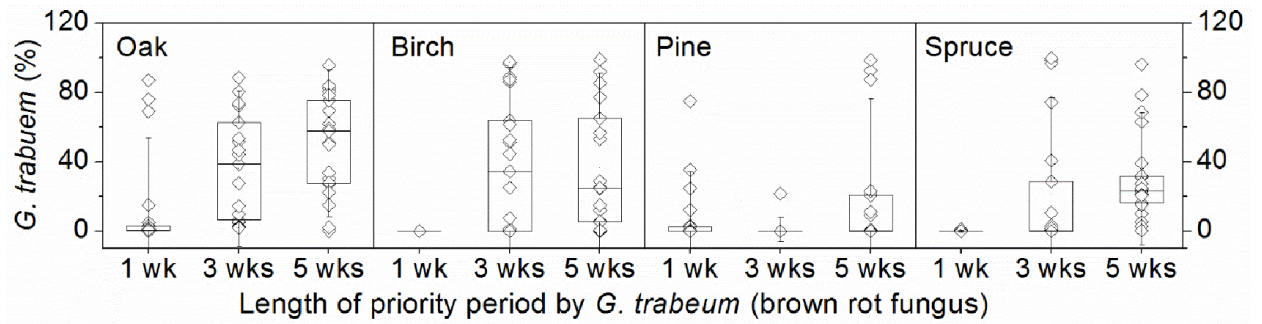 120 Oak Birch Pine Spruce 120
80 80
40 40
0 0
G. trabuem (%)
1 wk 3 wks 5 wks 1 wk 3 wks 5 wks 1 wk 3 wks 5 wks 1 wk 3 wks 5 wks
Length of priority period by G. trabeum (brown rot fungus)